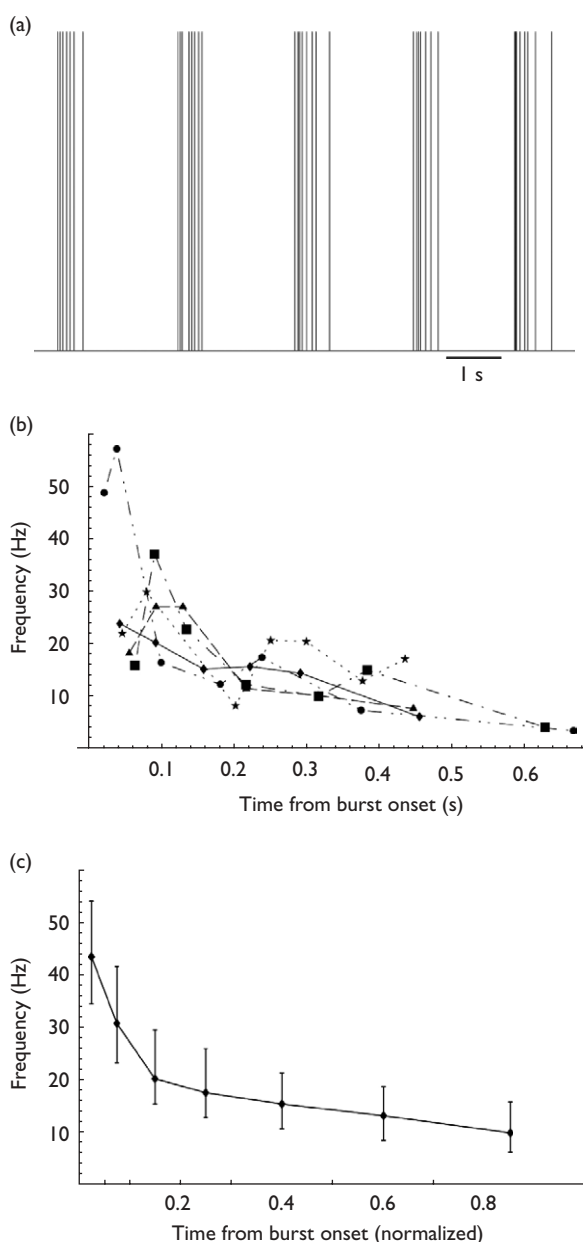 (a)
1 s
(b)
50
40
30
20
10
Frequency (Hz)
0.1 0.2 0.3 0.4 0.5 0.6
Time from burst onset (s)
(c)
50
40
30
20
10
Frequency (Hz)
0.2 0.4 0.6 0.8
Time from burst onset (normalized)